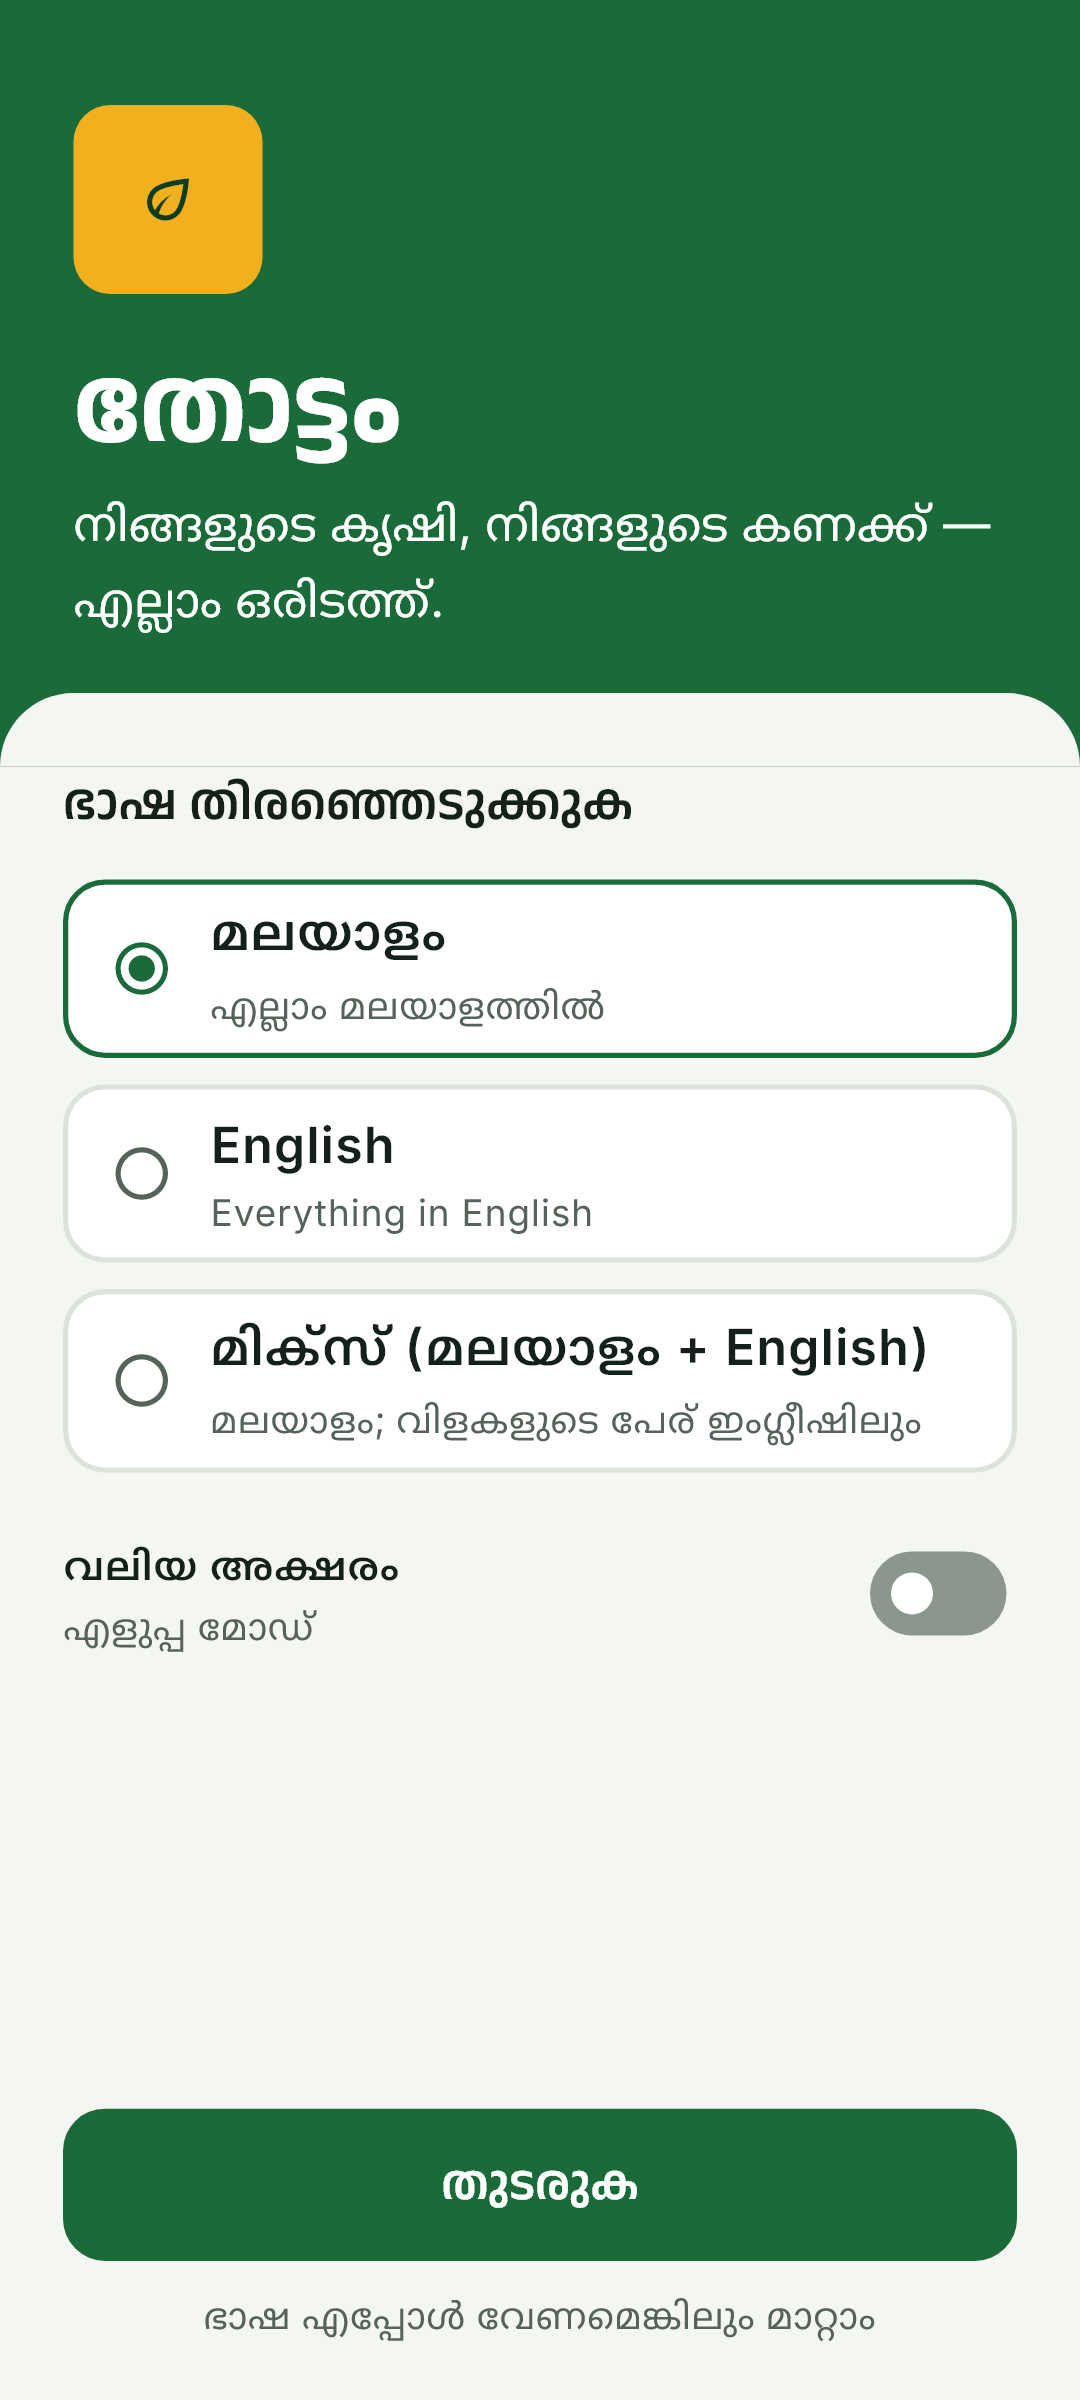 തോട്ടം
നിങ്ങളുടെ കൃഷി, നിങ്ങളുടെ കണക്ക് —
എല്ലാം ഒരിടത്ത്.
ഭാഷ തിരഞ്ഞെടുക്കുക
മലയാളം
എല്ലാം മലയാളത്തിൽ
English
Everything in English
മിക്സ് (മലയാളം + English)
മലയാളം; വിളകളുടെ പേര് ഇംഗ്ലീഷിലും
വലിയ അക്ഷരം
എളുപ്പ മോഡ്
തുടരുക
ഭാഷ എപ്പോൾ വേണമെങ്കിലും മാറ്റാം